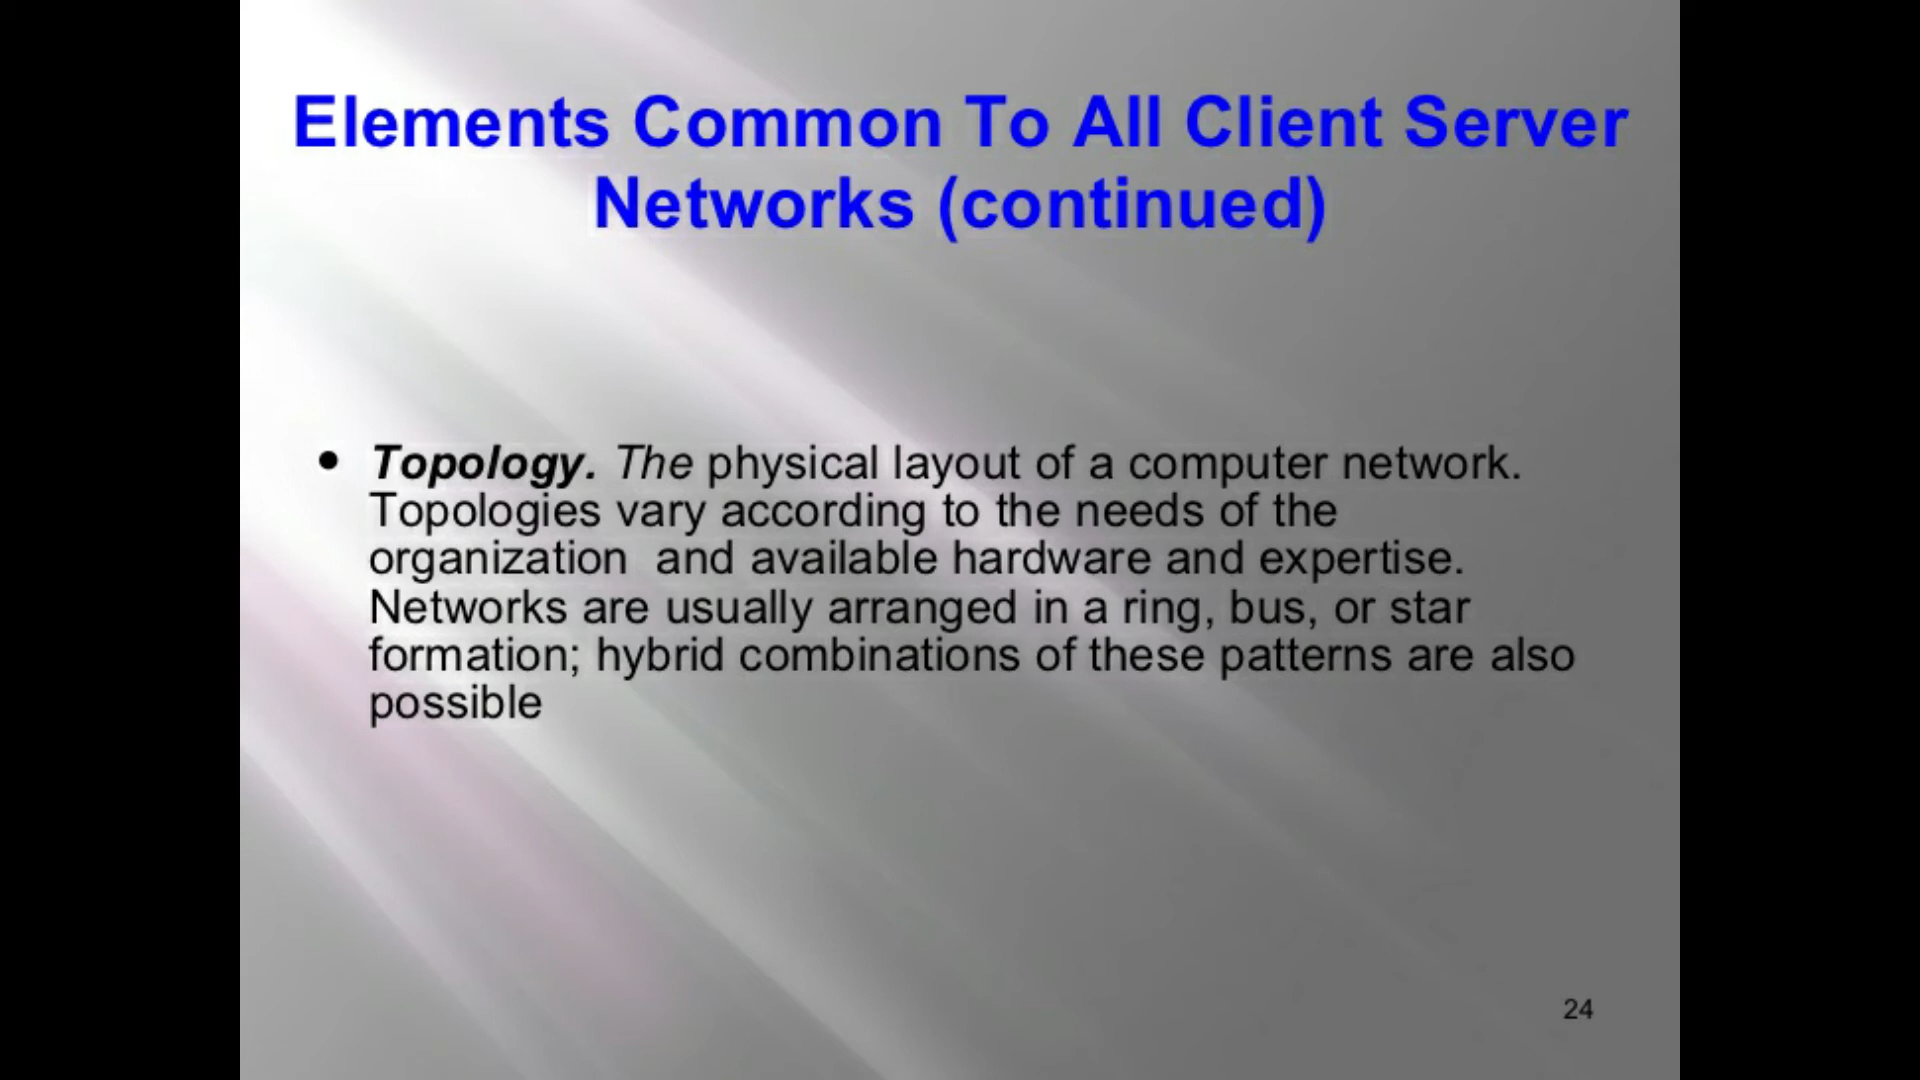 Elements Common To All Client Server
Networks (continued)
• Topology. The physical layout of a computer network.
Topologies vary according to the needs of the
organization  and available hardware and expertise.
Networks are usually arranged in a ring, bus, or star
formation; hybrid combinations of these patterns are also
possible
24